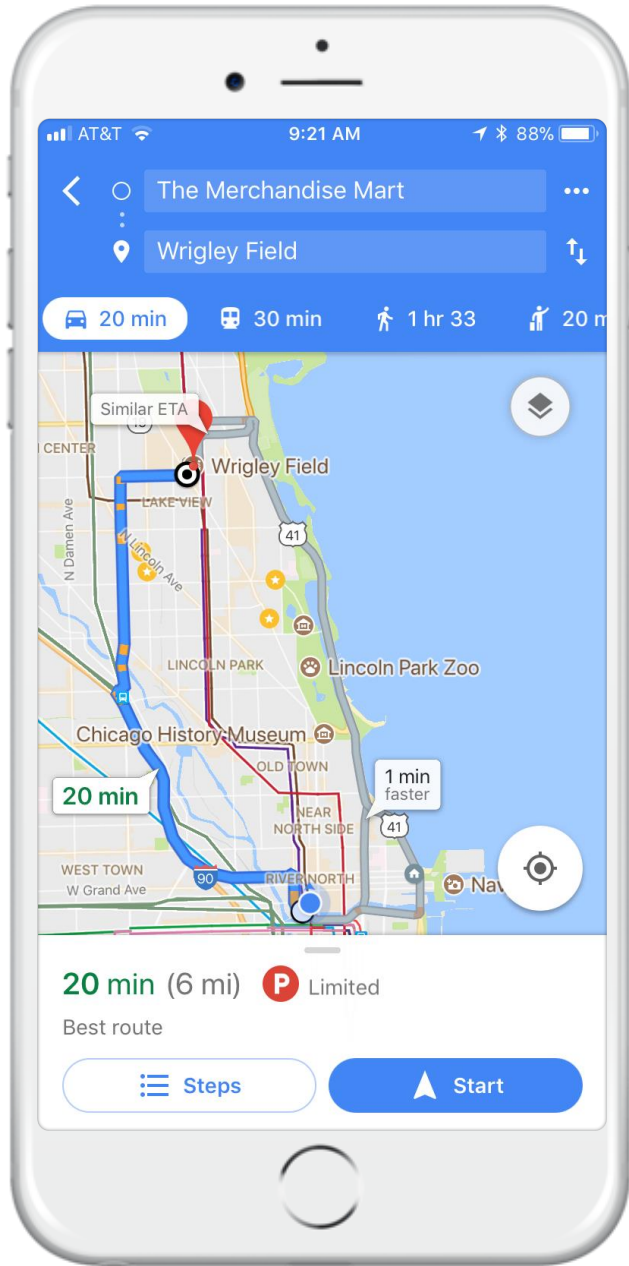 AT&T 9:21 AM 88%
The Merchandise Mart
Wrigley Field
20 min 30 min 1 hr 33 20 m
Similar ETA
19
CENTER
Wrigley Field
LAKE VIEW
N Damen Ave
N Lincoln Ave
41
LINCOLN PARK
Lincoln Park Zoo
Chicago History Museum
OLD TOWN
1 min
faster
20 min
NEAR
NORTH SIDE
41
WEST TOWN
90
RIVER NORTH
W Grand Ave
Nav
20 min (6 mi) P Limited
Best route
Steps Start